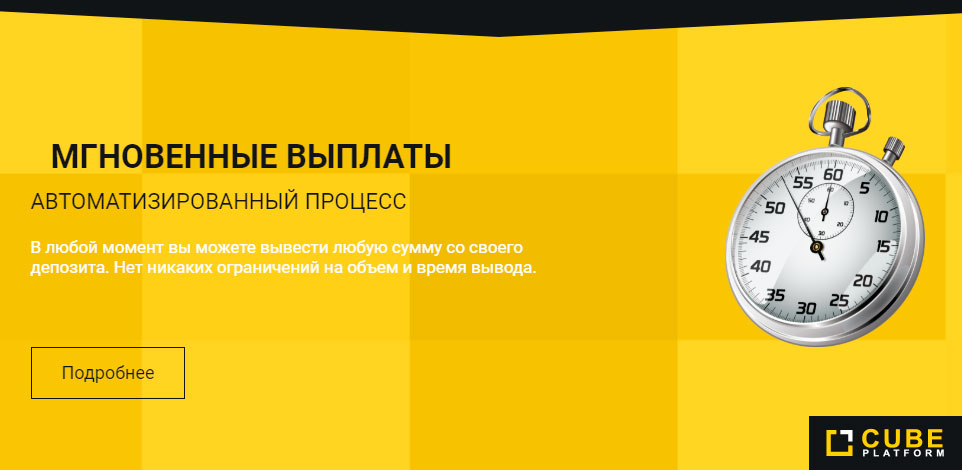 МГНОВЕННЫЕ ВЫПЛАТЫ
АВТОМАТИЗИРОВАННЫЙ ПРОЦЕСС
В любой момент вы можете вывести любую сумму со своего
депозита. Нет никаких ограничений на объем и время вывода.
Подробнее
60
5
10
15
20
25
30
35
40
45
50
55
CUBE
PLATFORM